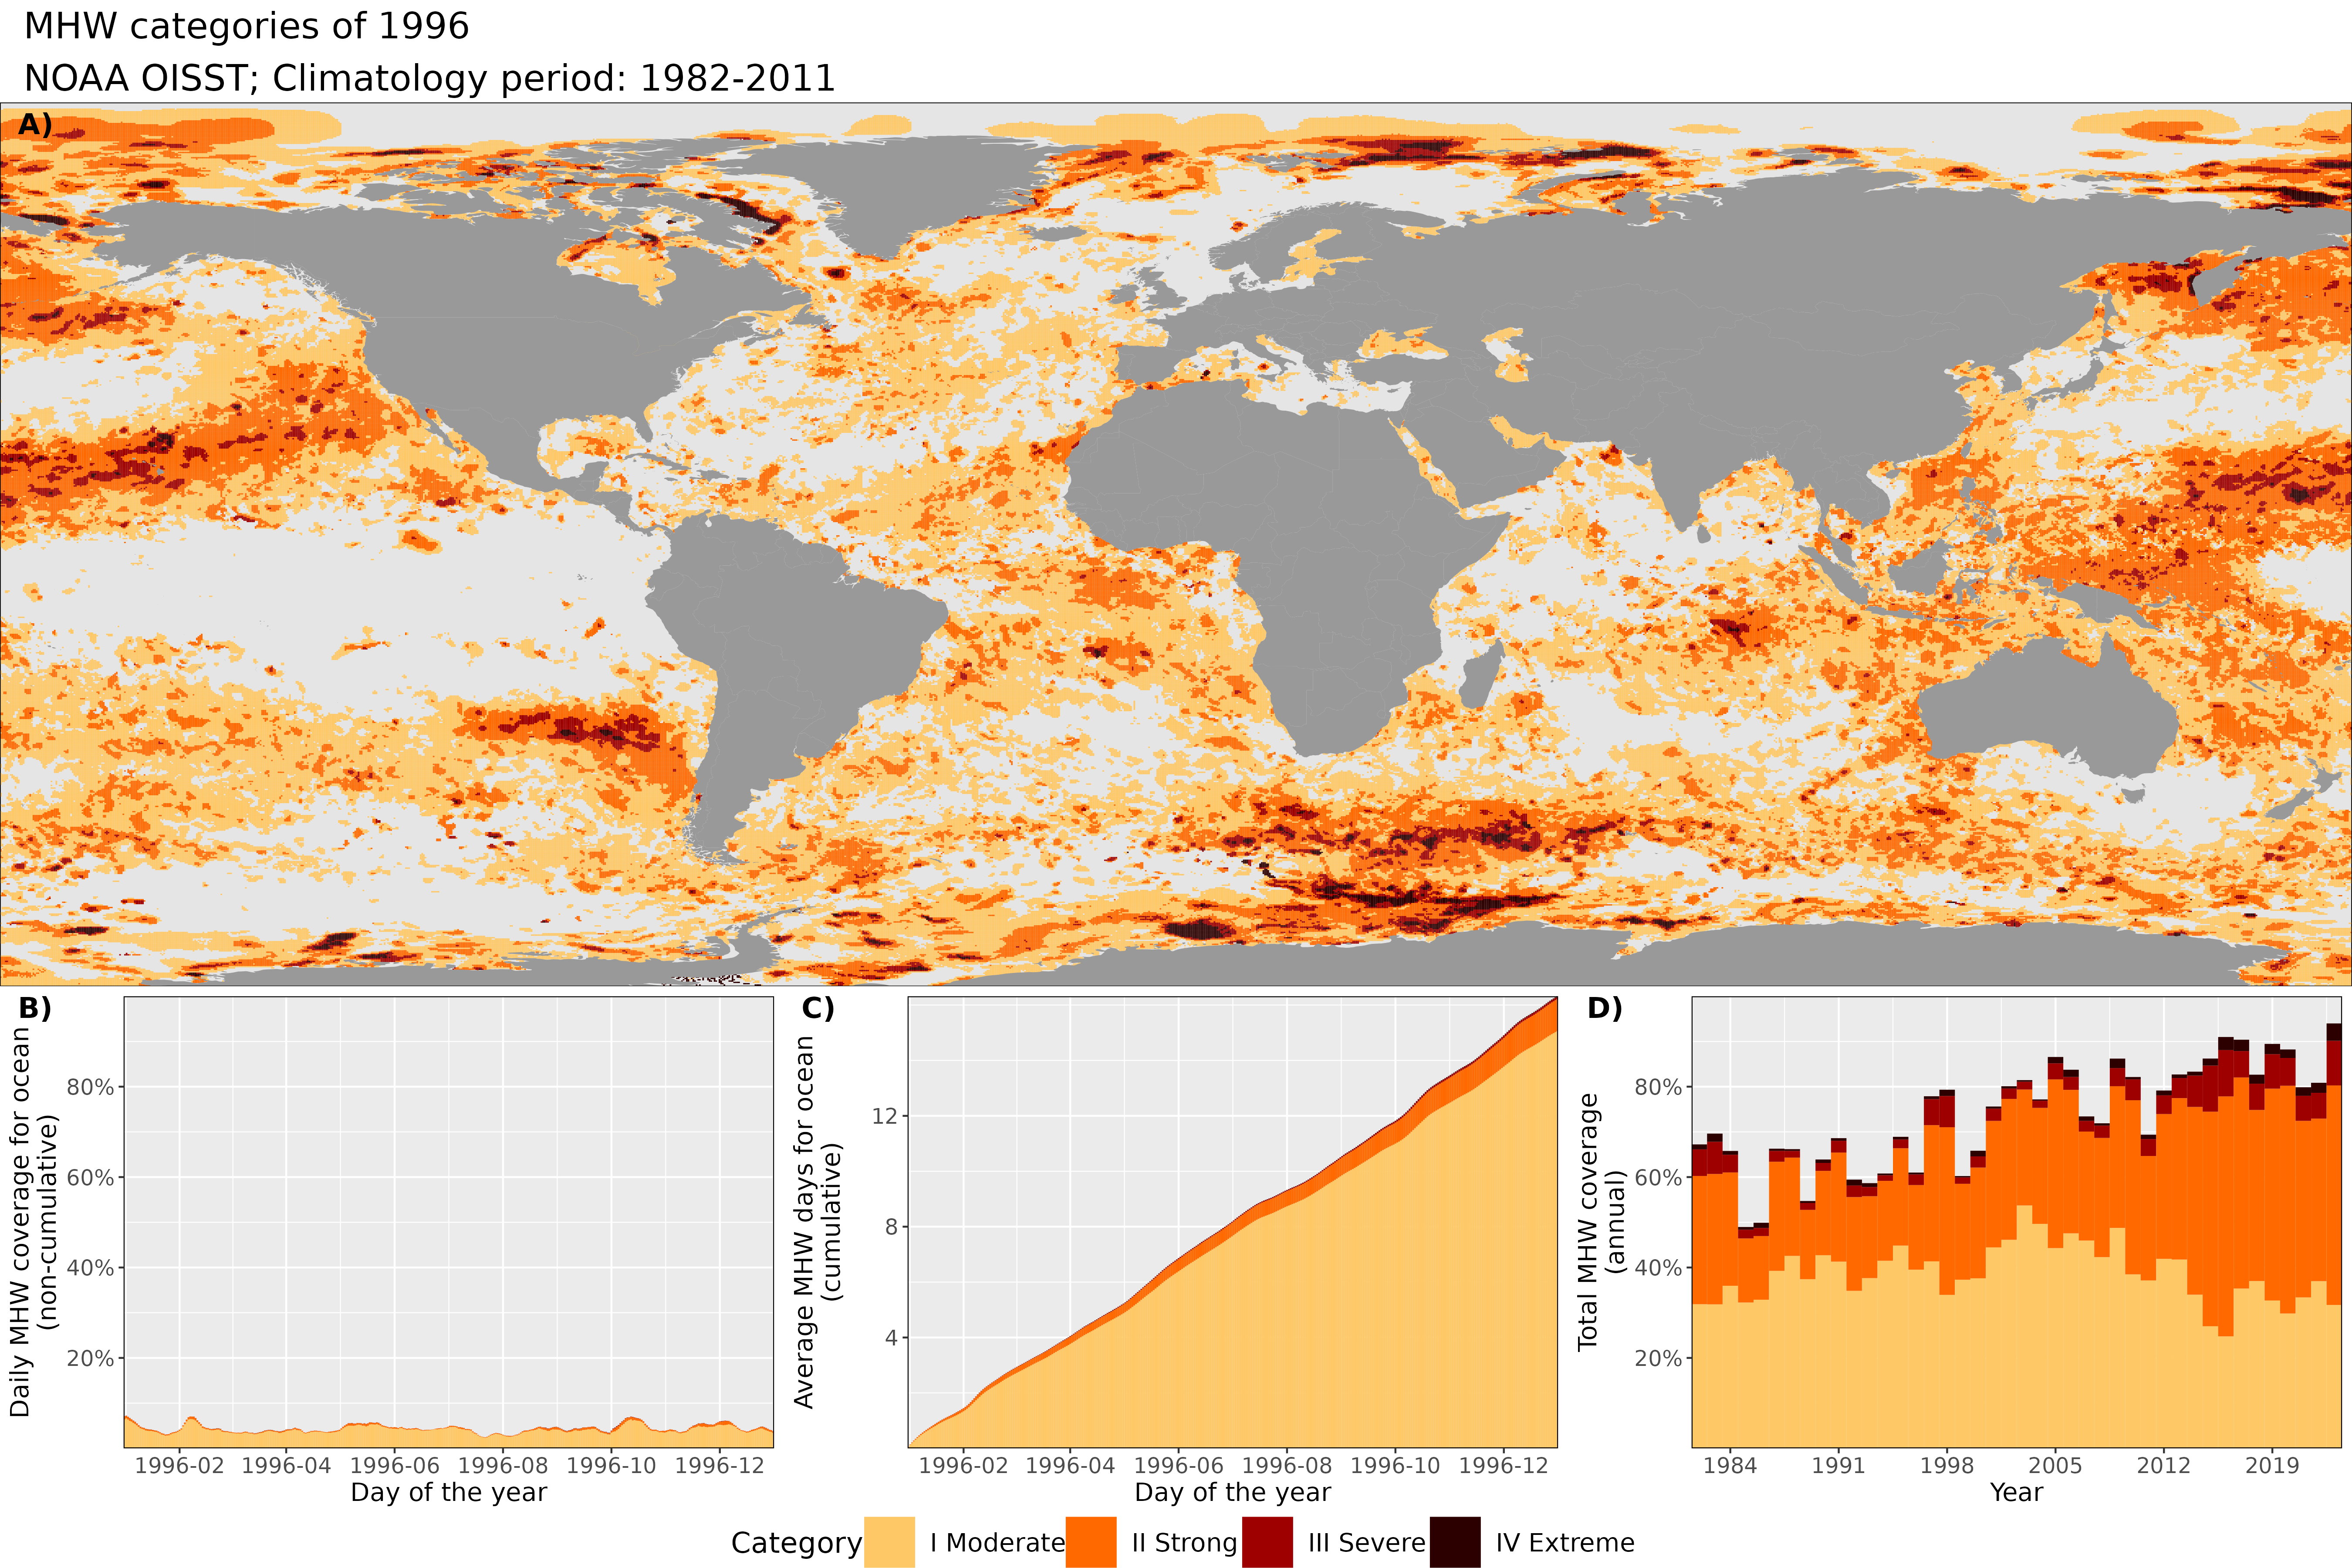 MHW categories of 1996
NOAA OISST; Climatology period: 1982-2011
A)
B)
Daily MHW coverage for ocean
(non-cumulative)
80%
60%
40%
20%
1996-02 1996-04 1996-06 1996-08 1996-10 1996-12
Day of the year
C)
Average MHW days for ocean
(cumulative)
12
8
4
1996-02 1996-04 1996-06 1996-08 1996-10 1996-12
Day of the year
D)
Total MHW coverage
(annual)
80%
60%
40%
20%
1984 1991 1998 2005 2012 2019
Year
Category I Moderate II Strong III Severe IV Extreme